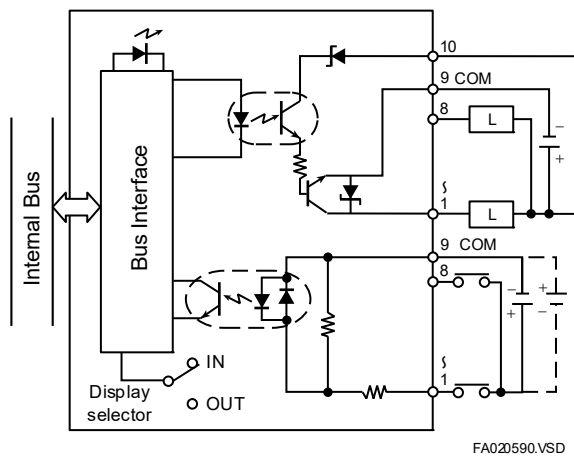 10
9 COM
8
L
− +
∫
1
L
Internal Bus
Bus Interface
9 COM
8
− +
+ −
∫
1
IN
Display
selector
OUT
FA020590.VSD